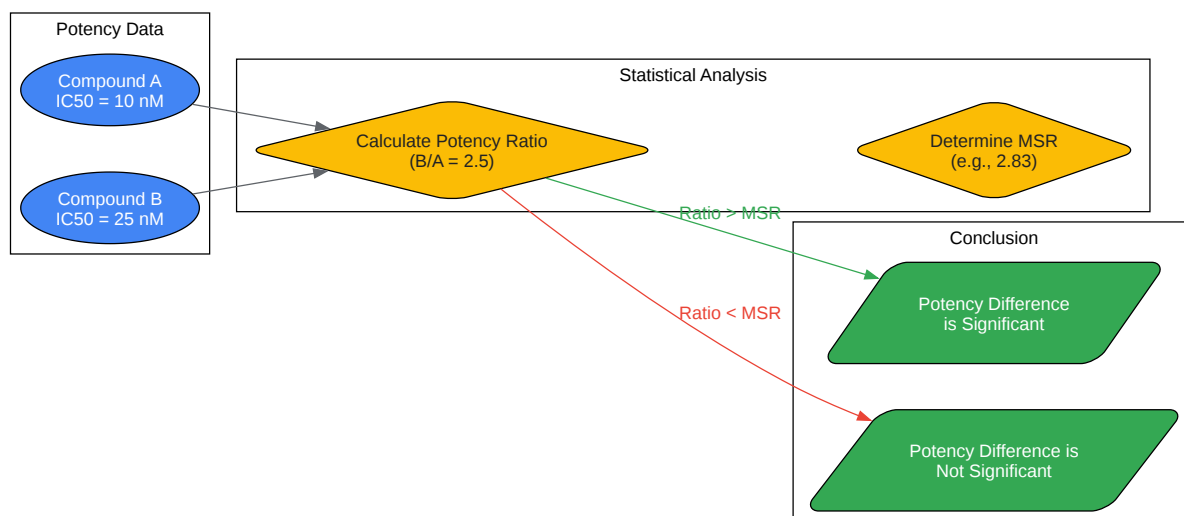 Potency Data
Compound A
IC50 = 10 nM
Compound B
IC50 = 25 nM
Statistical Analysis
Calculate Potency Ratio
(B/A = 2.5)
Determine MSR
(e.g., 2.83)
Ratio > MSR
Ratio < MSR
Conclusion
Potency Difference
is Significant
Potency Difference is
Not Significant